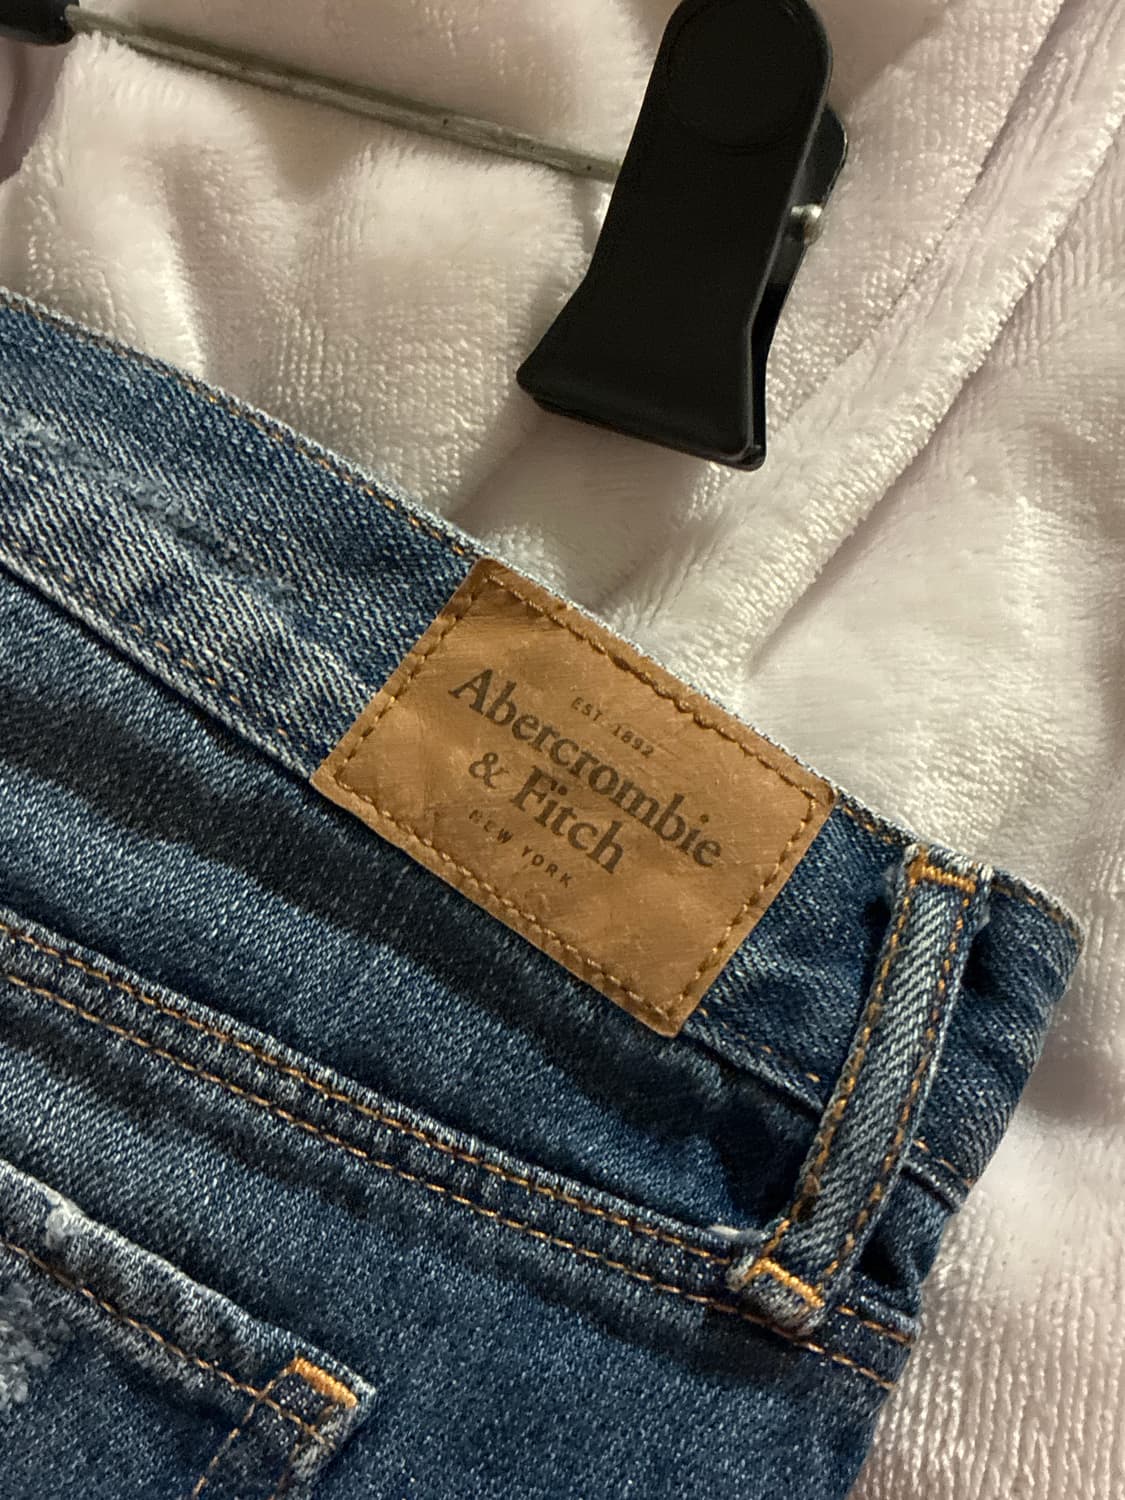 EST. 1892
Abercrombie
& Fitch
NEW YORK